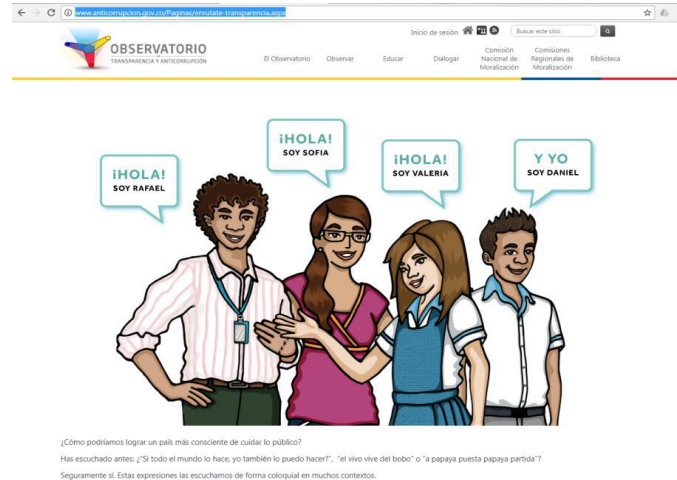 www.anticorrupcion.gov.co/Paginas/enrutate-transparencia.aspx
Inicio de sesión
Buscar este sitio
OBSERVATORIO
TRANSPARENCIA Y ANTICORRUPCIÓN
El Observatorio
Observar
Educar
Dialogar
Comisión
Nacional de
Moralización
Comisiones
Regionales de
Moralización
Biblioteca
¡HOLA!
SOY RAFAEL
¡HOLA!
SOY SOFIA
¡HOLA!
SOY VALERIA
Y YO
SOY DANIEL
¿Cómo podríamos lograr un país más consciente de cuidar lo público?
Has escuchado antes: ¿"Si todo el mundo lo hace, yo también lo puedo hacer?", "el vivo vive del bobo" o "a papaya puesta papaya partida"?
Seguramente sí. Estas expresiones las escuchamos de forma coloquial en muchos contextos.